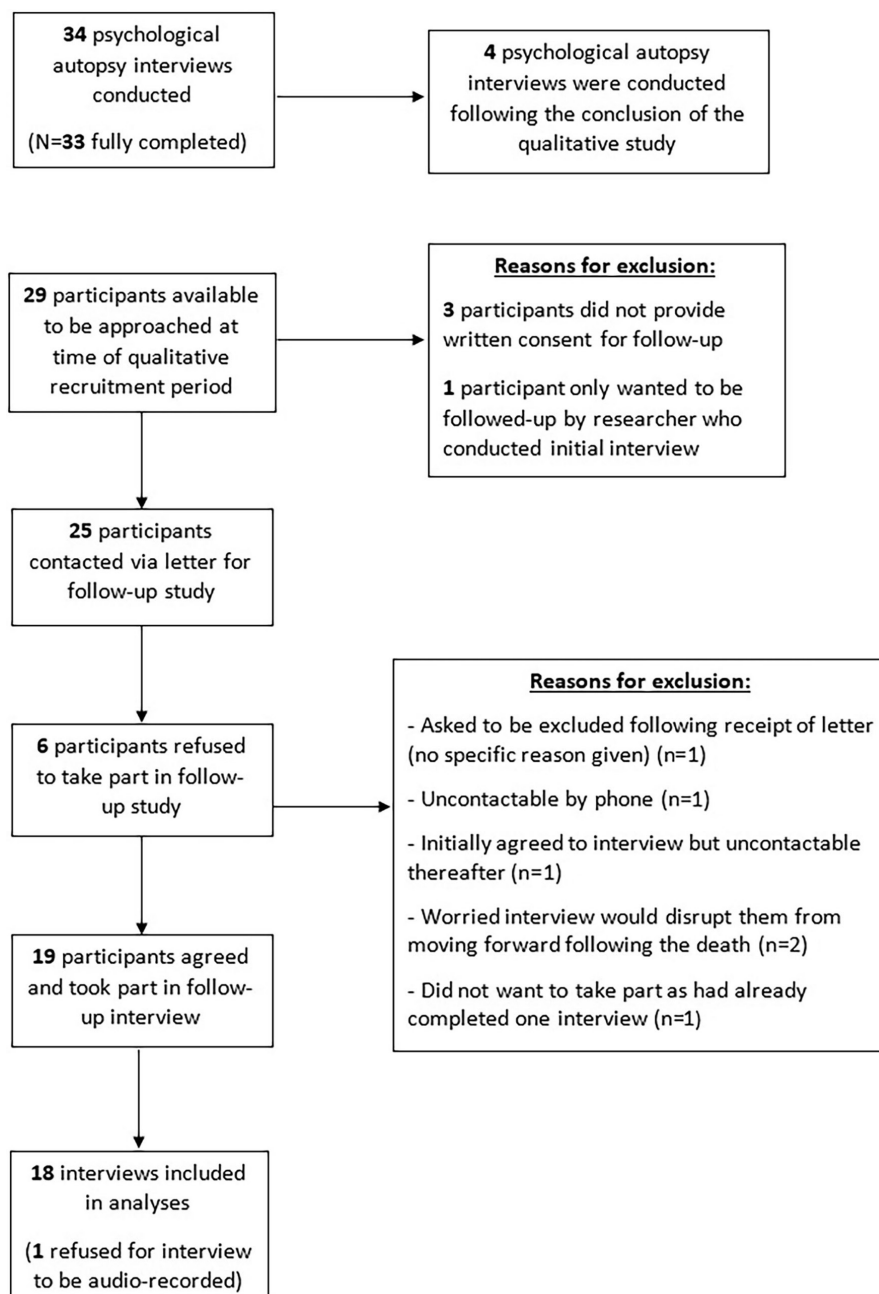 34 psychological
autopsy interviews
conducted
(N=33 fully completed)
4 psychological autopsy
interviews were conducted
following the conclusion of the
qualitative study
29 participants available
to be approached at
time of qualitative
recruitment period
Reasons for exclusion:
3 participants did not provide
written consent for follow-up
1 participant only wanted to be
followed-up by researcher who
conducted initial interview
25 participants
contacted via letter for
follow-up study
6 participants refused
to take part in follow-
up study
Reasons for exclusion:
- Asked to be excluded following receipt of letter
(no specific reason given) (n=1)
- Uncontactable by phone (n=1)
- Initially agreed to interview but uncontactable
thereafter (n=1)
- Worried interview would disrupt them from
moving forward following the death (n=2)
- Did not want to take part as had already
completed one interview (n=1)
19 participants agreed
and took part in follow-
up interview
18 interviews included
in analyses
(1 refused for interview
to be audio-recorded)